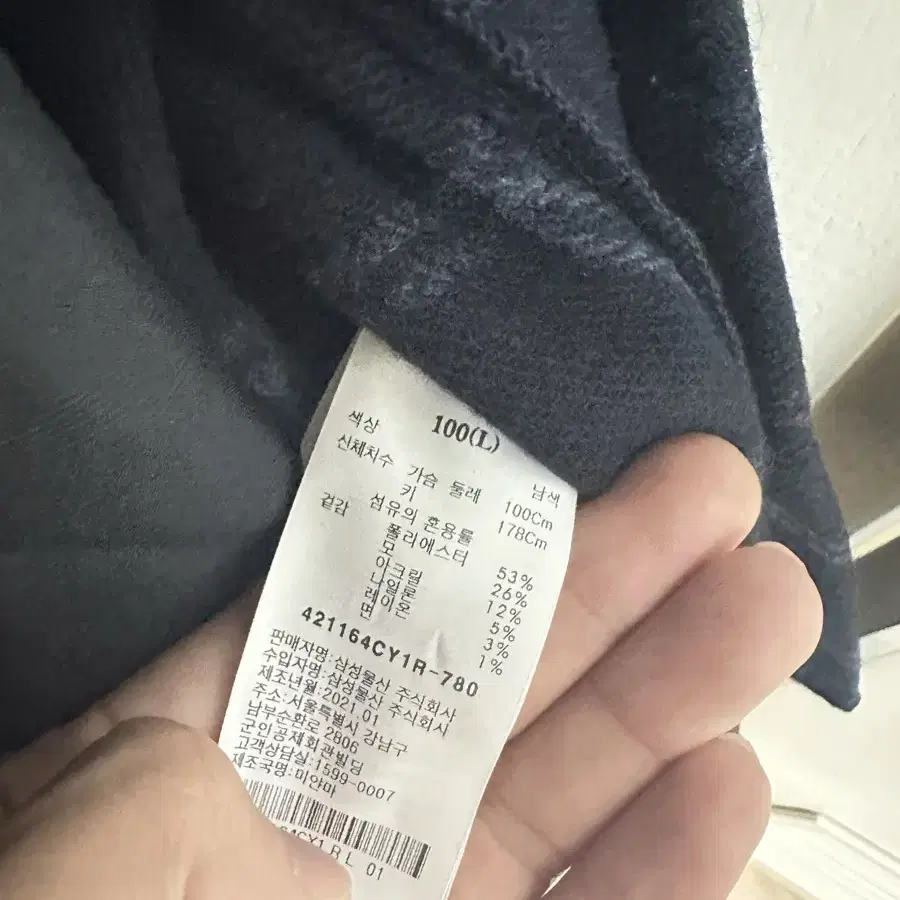 100(L)
색상 남색
신체치수 가슴 둘레 100Cm
키 178Cm
섬유의 혼용률
겉감 폴리에스터 53%
모 26%
아크릴 12%
나일론 5%
레이온 3%
면 1%
421164CY1R-780
판매자명:삼성물산 주식회사
수입자명:삼성물산 주식회사
제조년월:2021.01
주소:서울특별시 강남구
남부순환로 2806
군인공제회관빌딩
고객상담실:1599-0007
제조국명:미얀마
64CY1R L 01